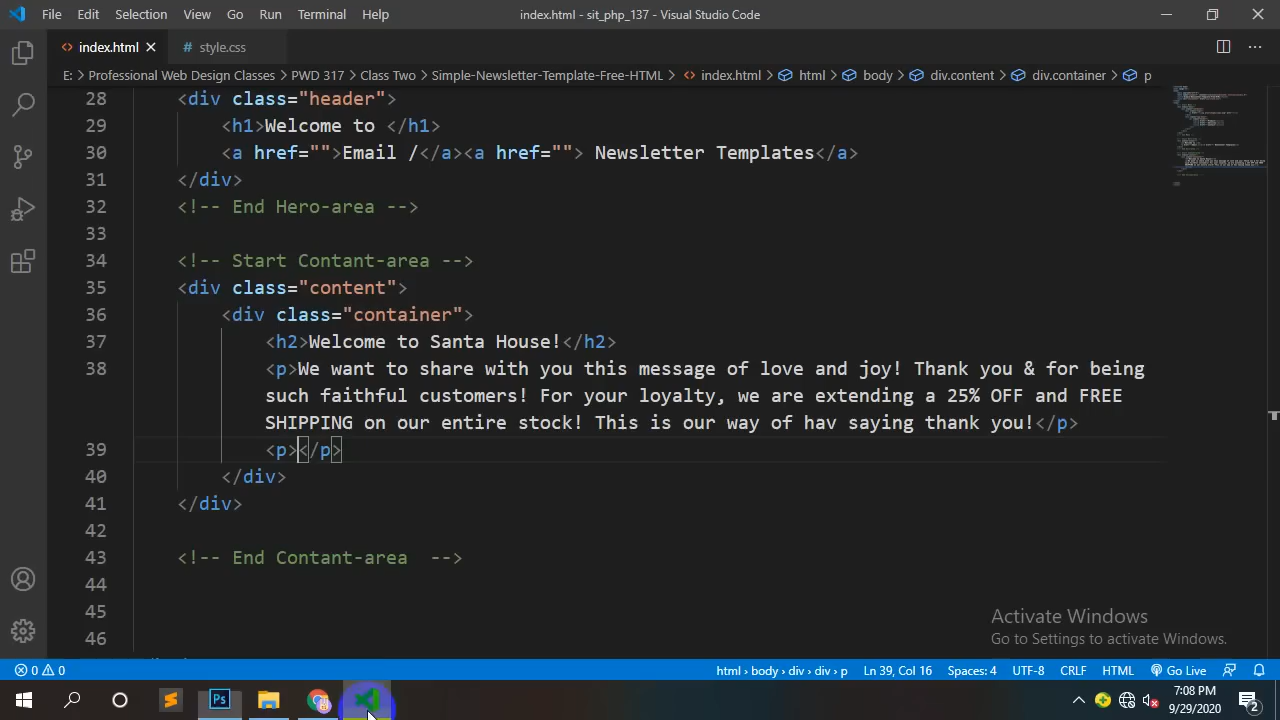 File Edit Selection View Go Run Terminal Help index.html - sit_php_137 - Visual Studio Code
index.html style.css
E: > Professional Web Design Classes > PWD 317 > Class Two > Simple-Newsletter-Template-Free-HTML > index.html > html > body > div.content > div.container > p
28 <div class="header">
29 <h1>Welcome to </h1>
30 <a href="">Email /</a><a href=""> Newsletter Templates</a>
31 </div>
32 <!-- End Hero-area -->
33
34 <!-- Start Contant-area -->
35 <div class="content">
36 <div class="container">
37 <h2>Welcome to Santa House!</h2>
38 <p>We want to share with you this message of love and joy! Thank you & for being
such faithful customers! For your loyalty, we are extending a 25% OFF and FREE
SHIPPING on our entire stock! This is our way of hav saying thank you!</p>
39 <p></p>
40 </div>
41 </div>
42
43 <!-- End Contant-area  -->
44
45
46
Activate Windows
Go to Settings to activate Windows.
0 0 html > body > div > div > p Ln 39, Col 16 Spaces: 4 UTF-8 CRLF HTML Go Live
Ps 7:08 PM
9/29/2020 2